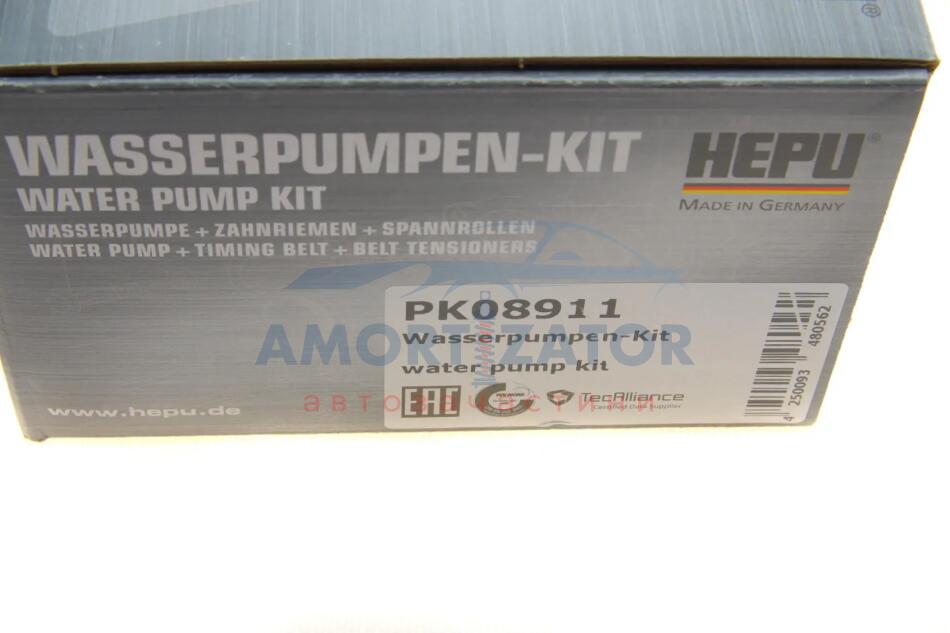 ®
WASSERPUMPEN-KIT
WATER PUMP KIT
WASSERPUMPE + ZAHNRIEMEN + SPANNROLLEN
WATER PUMP + TIMING BELT + BELT TENSIONERS
HEPU®
MADE IN GERMANY
PK08911
Wasserpumpen-Kit
AMORTIZATOR
water pump kit
EAC
TecAlliance
Certified Data Supplier
автозапчастини
www.hepu.de
4 250093 480562